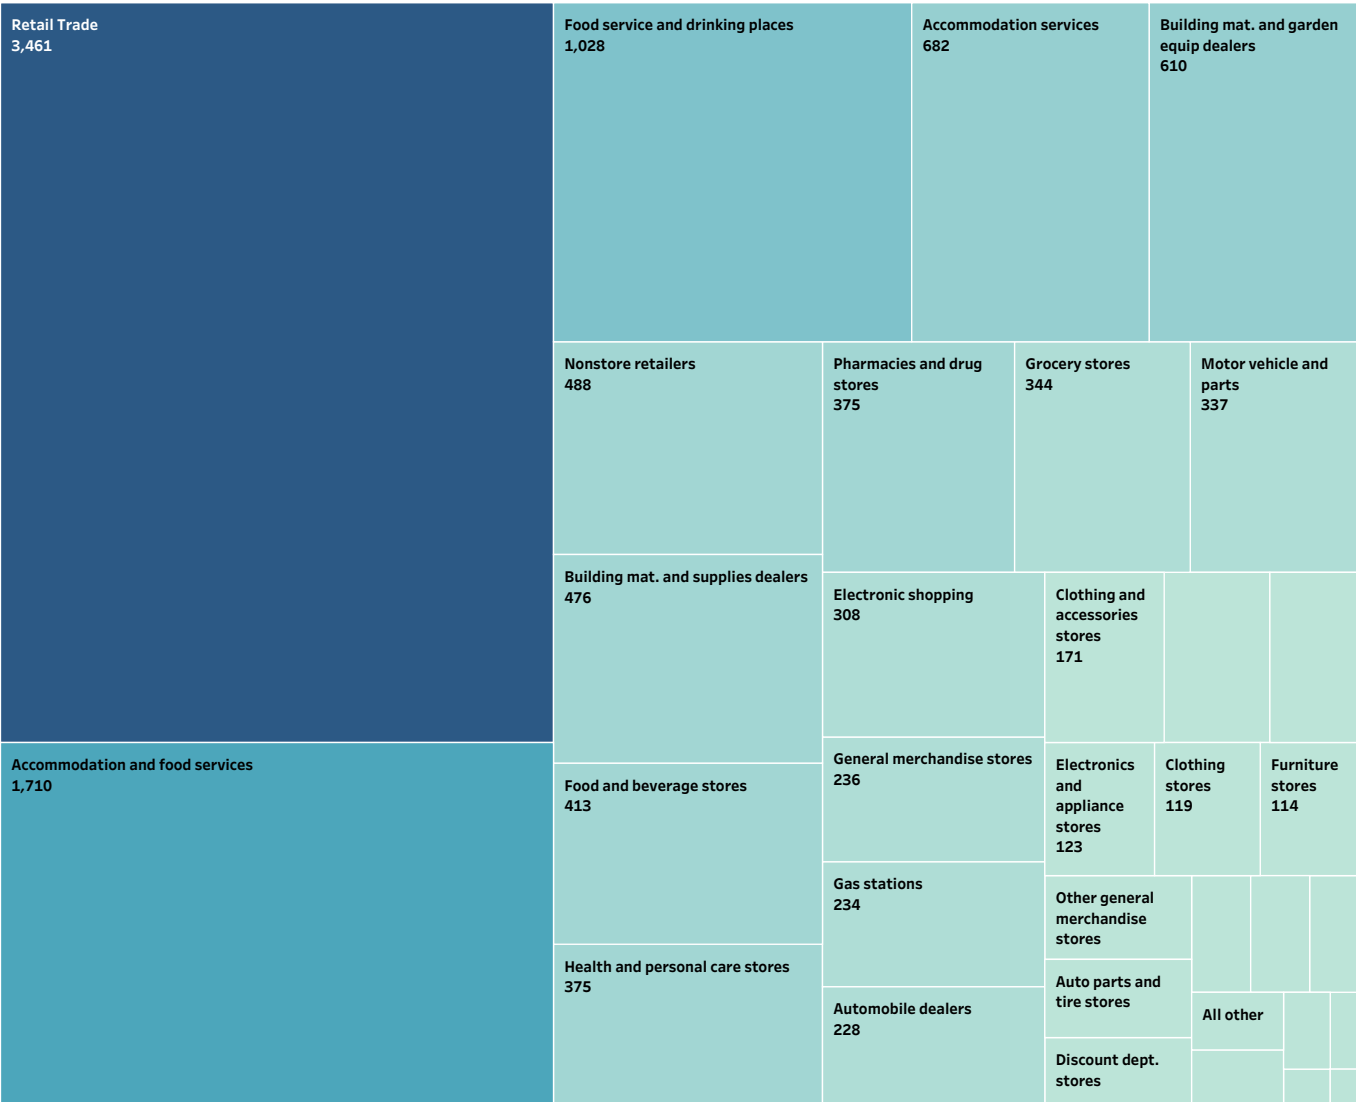 Retail Trade
3,461
Food service and drinking places
1,028
Accommodation services
682
Building mat. and garden
equip dealers
610
Nonstore retailers
488
Pharmacies and drug
stores
375
Grocery stores
344
Motor vehicle and
parts
337
Building mat. and supplies dealers
476
Electronic shopping
308
Clothing and
accessories
stores
171
Accommodation and food services
1,710
Food and beverage stores
413
General merchandise stores
236
Electronics
and
appliance
stores
123
Clothing
stores
119
Furniture
stores
114
Gas stations
234
Other general
merchandise
stores
Health and personal care stores
375
Automobile dealers
228
Auto parts and
tire stores
All other
Discount dept.
stores